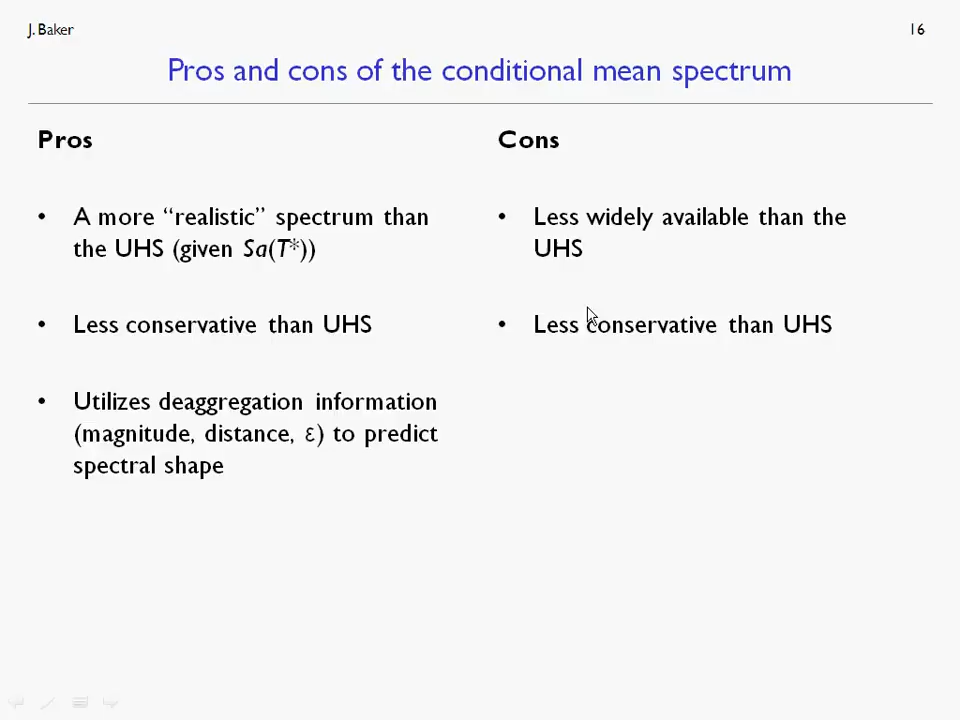 J. Baker
16
Pros and cons of the conditional mean spectrum
Pros
• A more “realistic” spectrum than
the UHS (given Sa(T*))
• Less conservative than UHS
• Utilizes deaggregation information
(magnitude, distance, ε) to predict
spectral shape
Cons
• Less widely available than the
UHS
• Less conservative than UHS